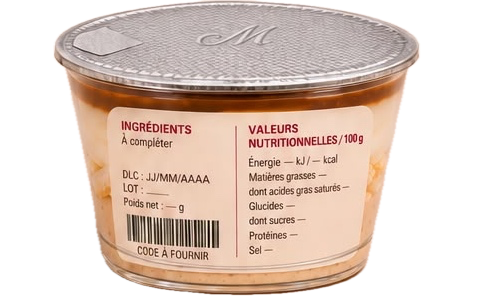 M
INGRÉDIENTS
À compléter
DLC : JJ/MM/AAAA
LOT : ____
Poids net : — g
CODE À FOURNIR
VALEURS
NUTRITIONNELLES / 100 g
Énergie — kJ / — kcal
Matières grasses —
dont acides gras saturés —
Glucides —
dont sucres —
Protéines —
Sel —